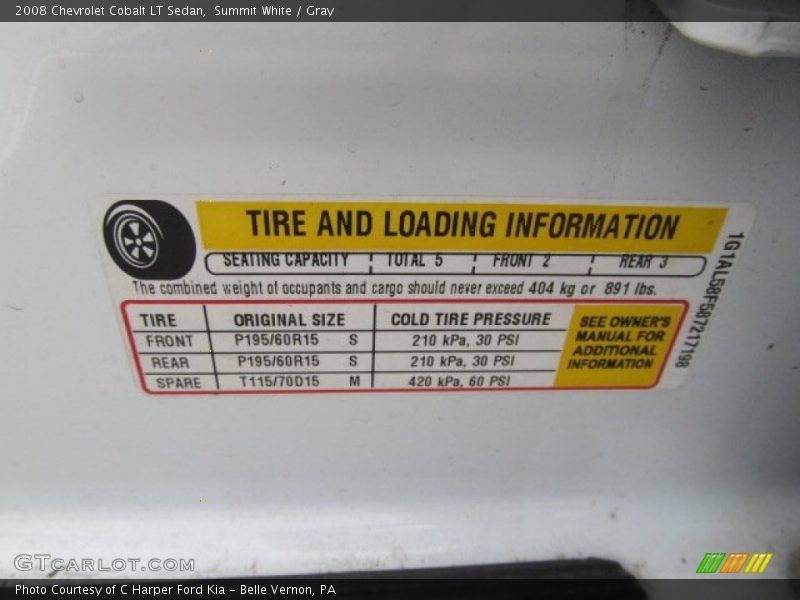 2008 Chevrolet Cobalt LT Sedan, Summit White / Gray
TIRE AND LOADING INFORMATION
SEATING CAPACITY TOTAL 5 FRONT 2 REAR 3
The combined weight of occupants and cargo should never exceed 404 kg or 891 lbs.
TIRE ORIGINAL SIZE COLD TIRE PRESSURE
FRONT P195/60R15 S 210 kPa, 30 PSI
REAR P195/60R15 S 210 kPa, 30 PSI
SPARE T115/70D15 M 420 kPa, 60 PSI
SEE OWNER'S
MANUAL FOR
ADDITIONAL
INFORMATION
1G1AL58F587217198
GTCARLOT.COM
Photo Courtesy of C Harper Ford Kia - Belle Vernon, PA